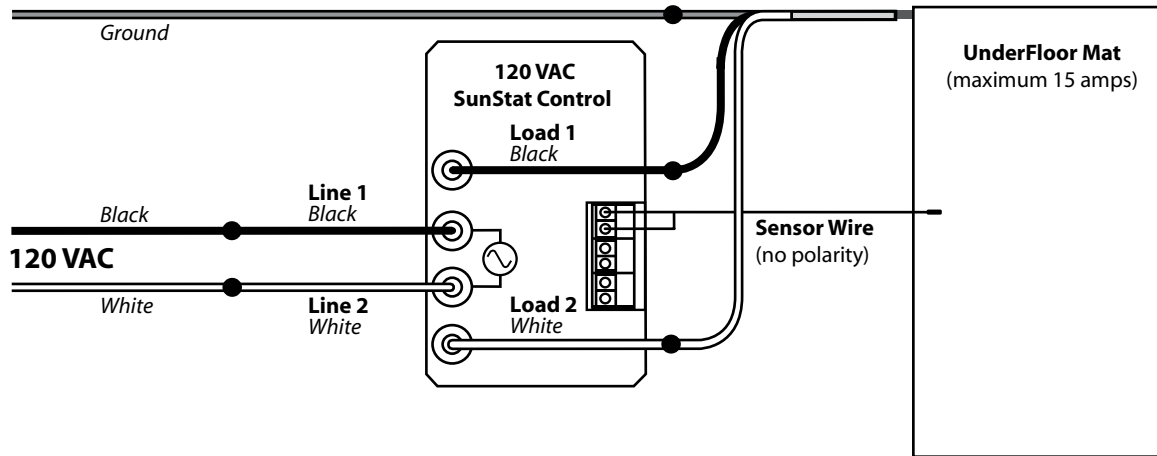 Ground
120 VAC
SunStat Control
UnderFloor Mat
(maximum 15 amps)
Load 1
Black
Black
Line 1
Black
120 VAC
White
Line 2
White
Load 2
White
Sensor Wire
(no polarity)